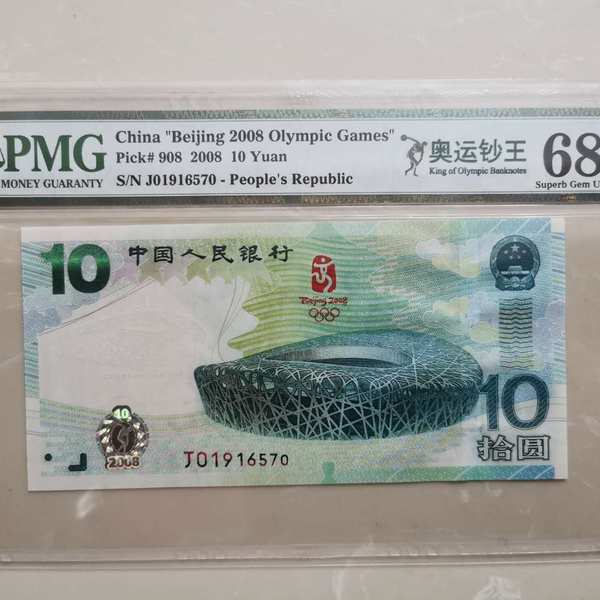 PMG
MONEY GUARANTY
China "Beijing 2008 Olympic Games"
Pick# 908 2008 10 Yuan
S/N J01916570 - People's Republic
奥运钞王
King of Olympic Banknotes
68
Superb Gem U
10
中国人民银行
Beijing 2008
10
2008
J01916570
10
拾圆